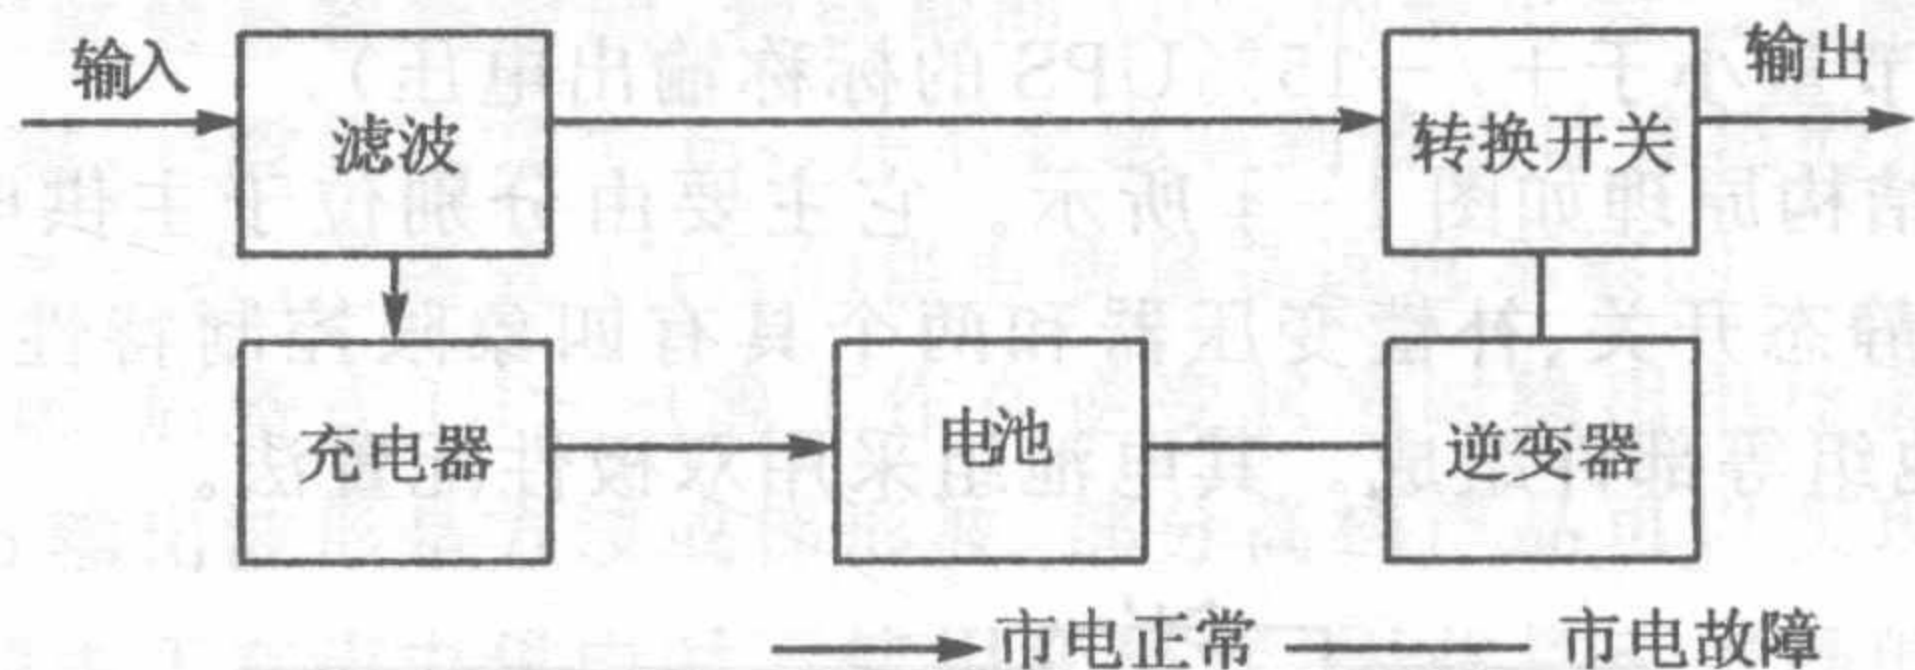 输入
滤波
转换开关
输出
充电器
电池
逆变器
市电正常
市电故障